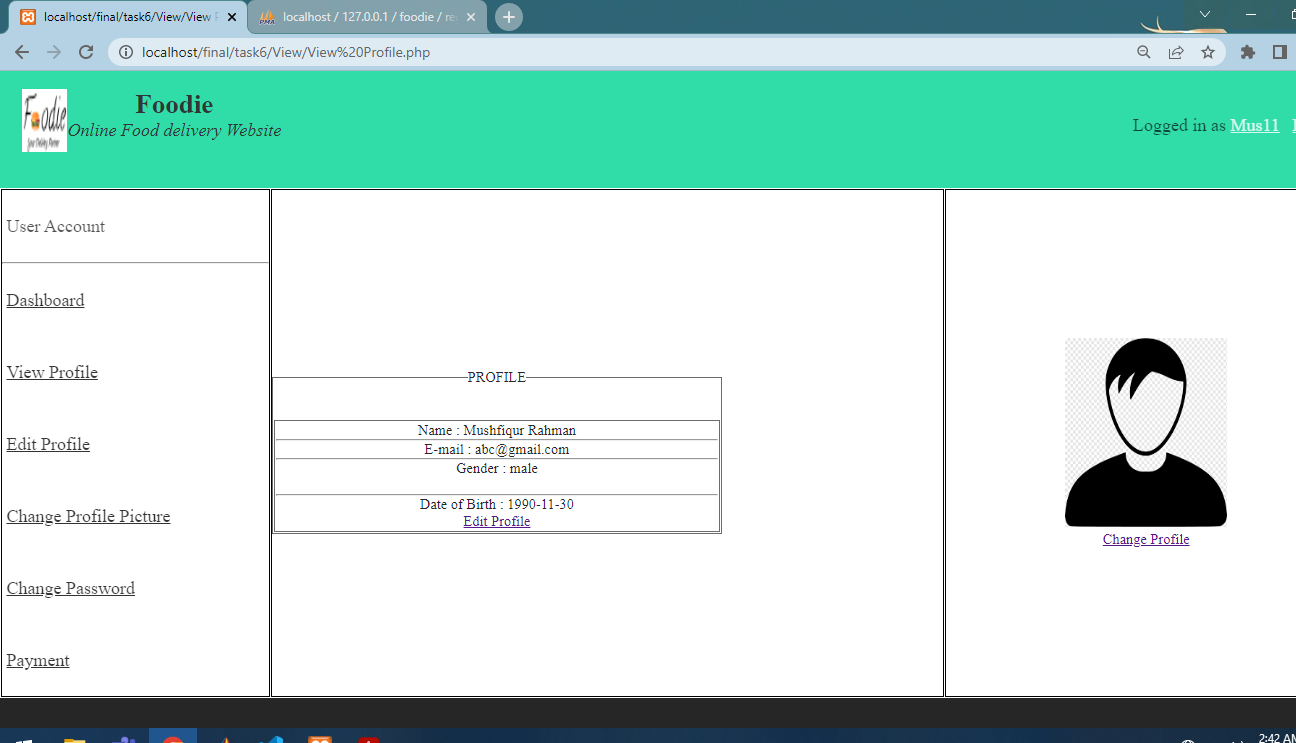 localhost/final/task6/View/View P
localhost / 127.0.0.1 / foodie / re
localhost/final/task6/View/View%20Profile.php
Foodie
Foodie
Online Food delivery Website
Logged in as Mus11
User Account
Dashboard
View Profile
Edit Profile
Change Profile Picture
Change Password
Payment
PROFILE
Name : Mushfiqur Rahman
E-mail : abc@gmail.com
Gender : male
Date of Birth : 1990-11-30
Edit Profile
Change Profile
2:42 AM